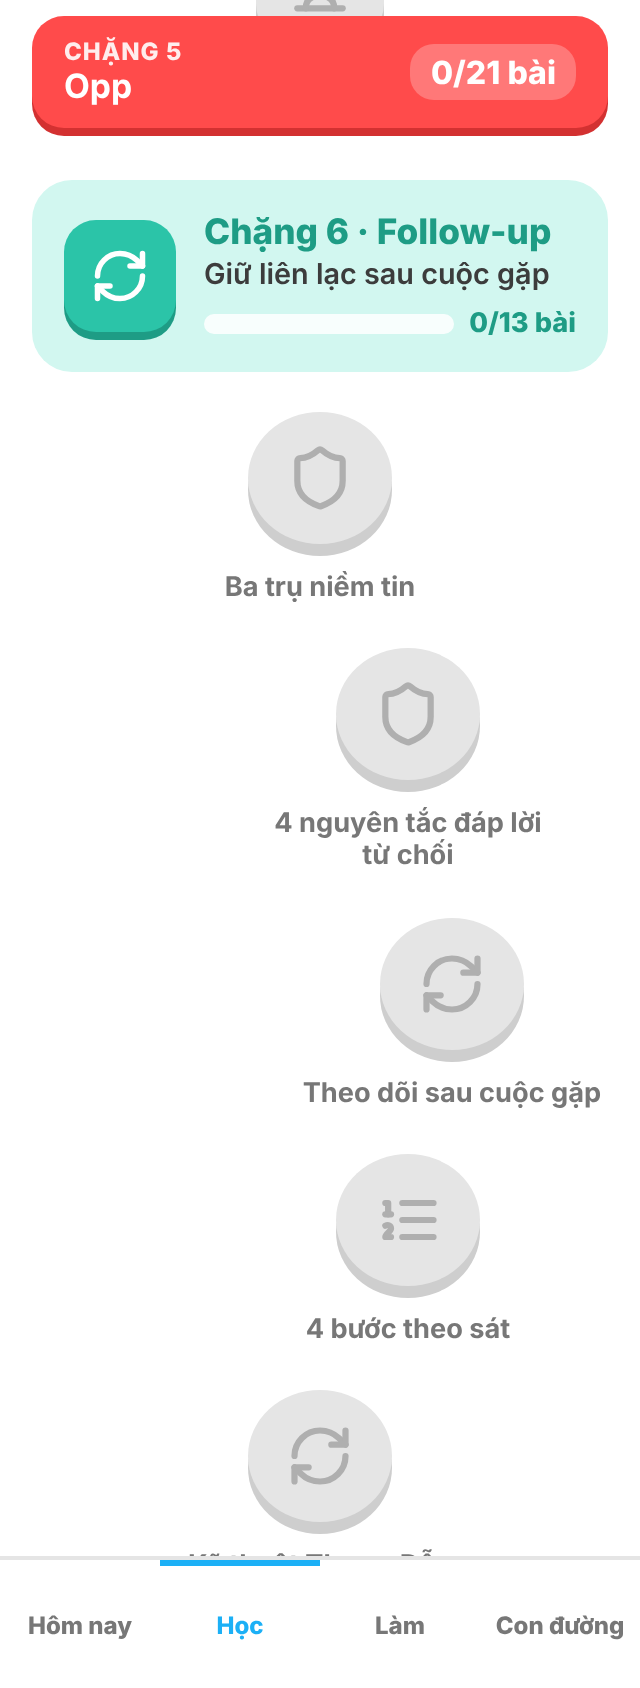 CHẶNG 5
Opp
0/21 bài
Chặng 6 · Follow-up
Giữ liên lạc sau cuộc gặp
0/13 bài
Ba trụ niềm tin
4 nguyên tắc đáp lời
từ chối
Theo dõi sau cuộc gặp
4 bước theo sát
Hôm nay
Học
Làm
Con đường